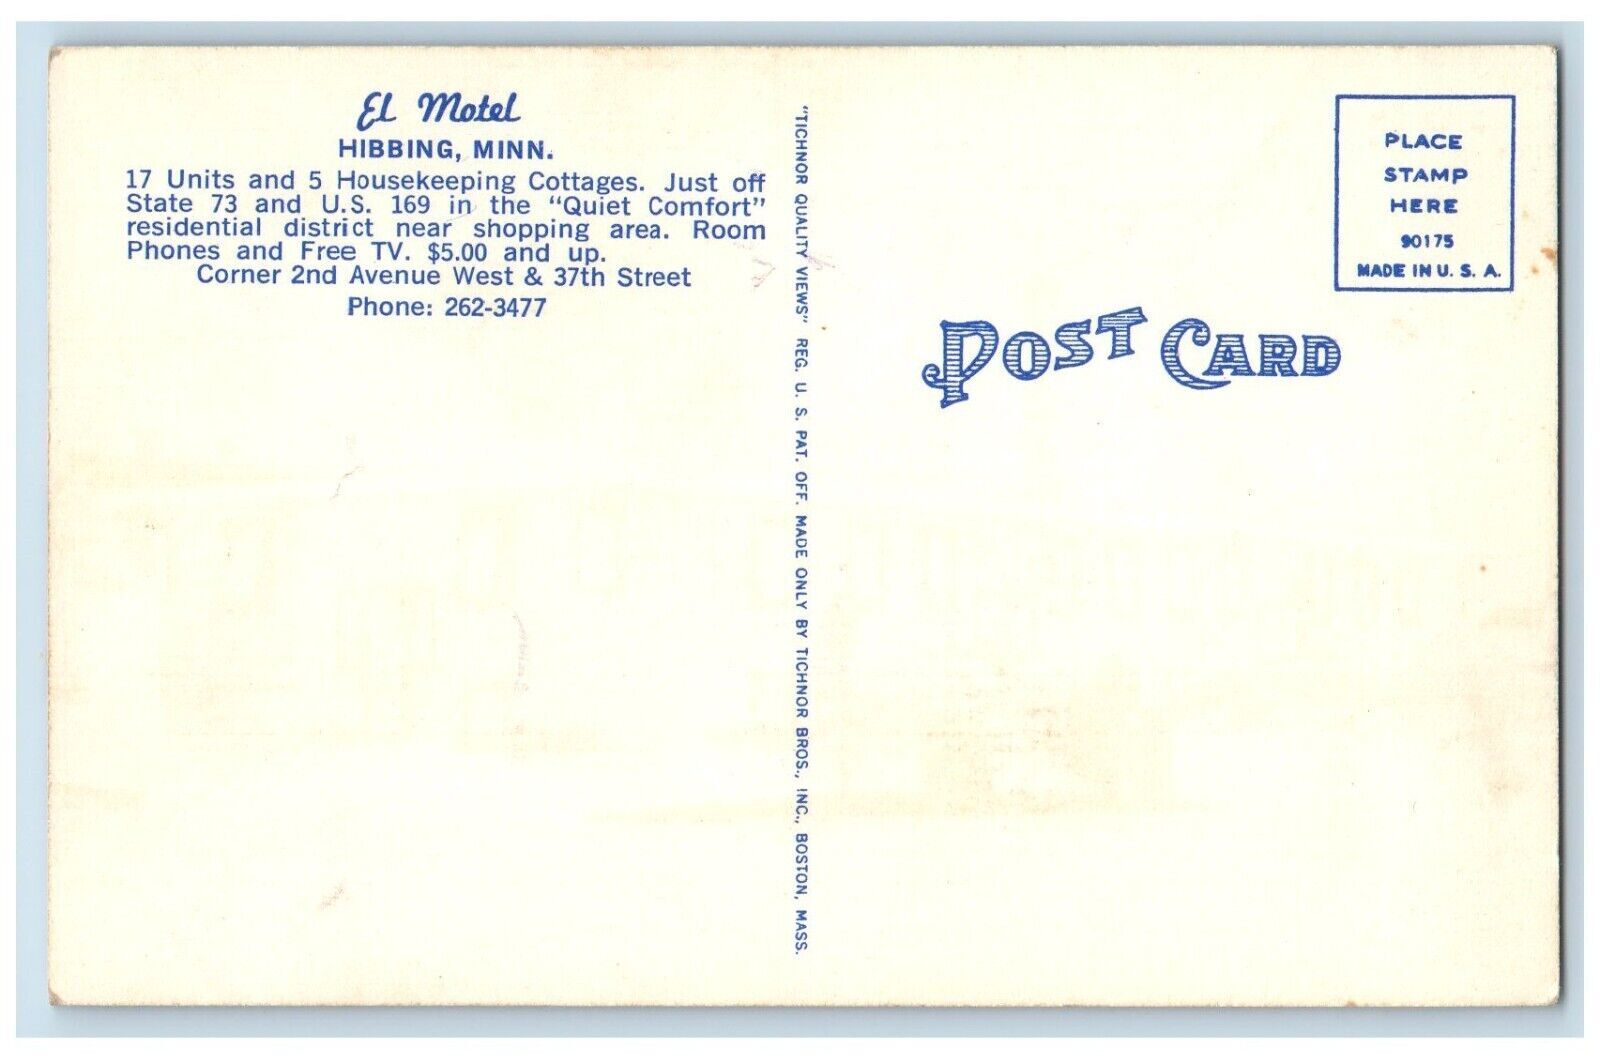 El Motel
HIBBING, MINN.
17 Units and 5 Housekeeping Cottages. Just off
State 73 and U.S. 169 in the “Quiet Comfort”
residential district near shopping area. Room
Phones and Free TV. $5.00 and up.
Corner 2nd Avenue West & 37th Street
Phone: 262-3477
"TICHNOR QUALITY VIEWS" REG. U. S. PAT. OFF. MADE ONLY BY TICHNOR BROS., INC., BOSTON, MASS.
PLACE
STAMP
HERE
90175
MADE IN U. S. A.
POST CARD